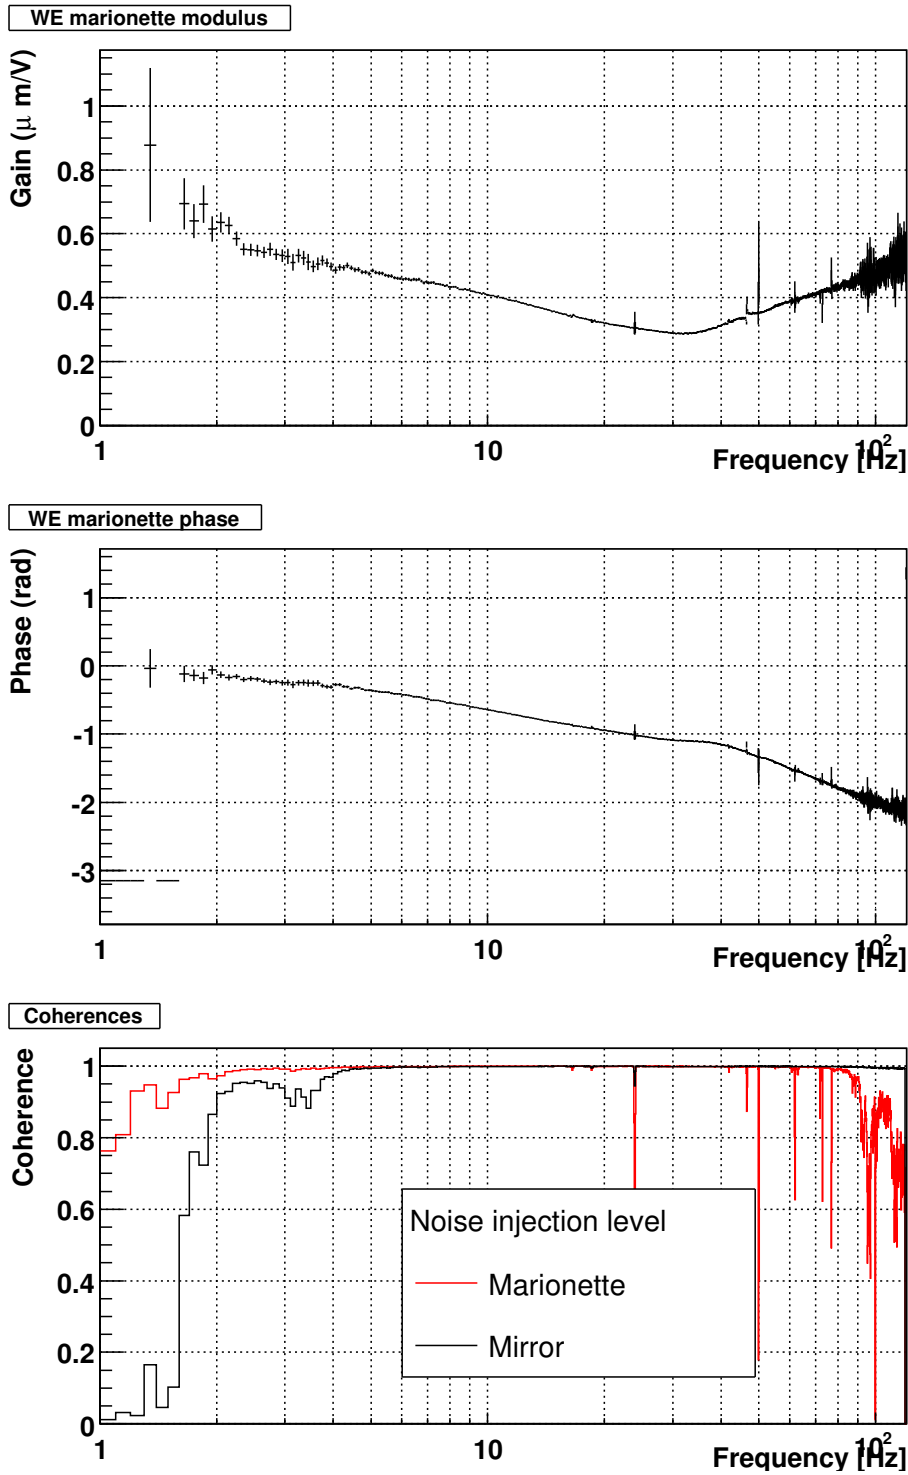 WE marionette modulus
Gain (μ m/V)
1
0.8
0.6
0.4
0.2
0
1
10
10²
Frequency [Hz]
WE marionette phase
Phase (rad)
1
0
-1
-2
-3
1
10
10²
Frequency [Hz]
Coherences
Coherence
1
0.8
0.6
0.4
0.2
0
Noise injection level
Marionette
Mirror
1
10
10²
Frequency [Hz]